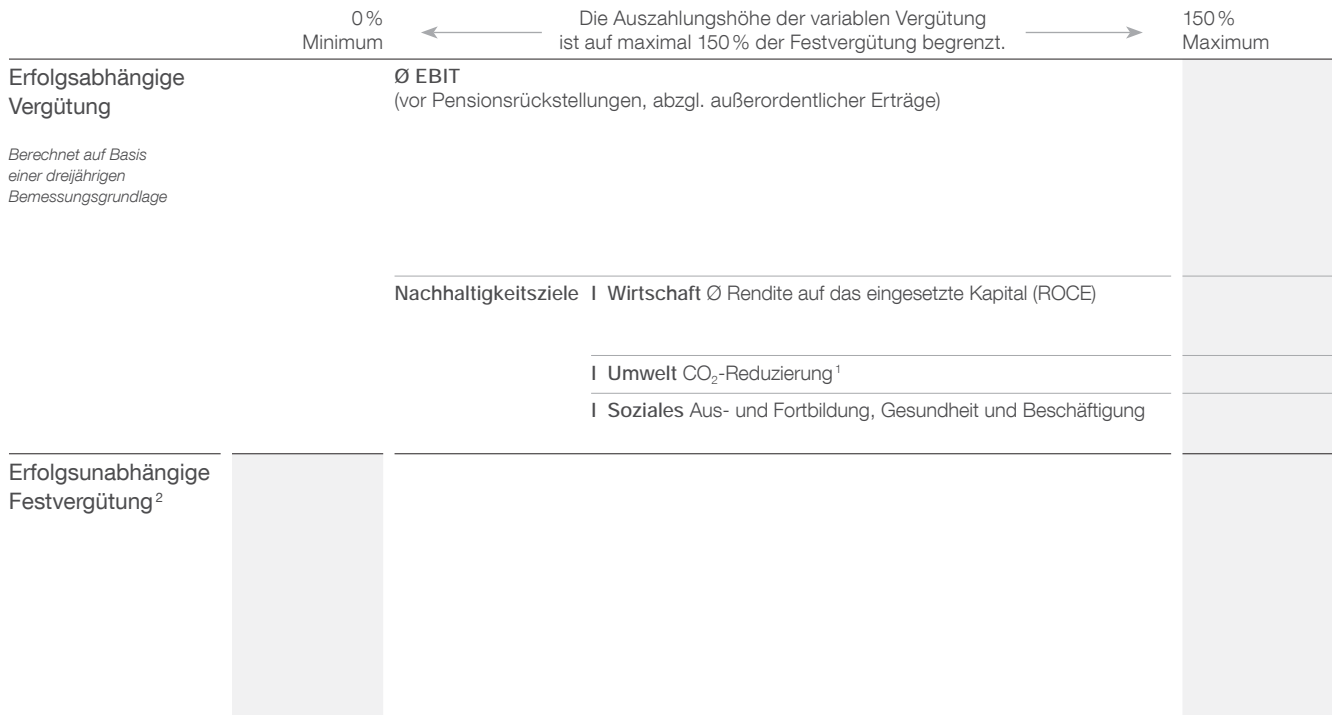 0 %
Minimum
Die Auszahlungshöhe der variablen Vergütung
ist auf maximal 150 % der Festvergütung begrenzt.
150 %
Maximum
Erfolgsabhängige
Vergütung
Berechnet auf Basis
einer dreijährigen
Bemessungsgrundlage
Ø EBIT
(vor Pensionsrückstellungen, abzgl. außerordentlicher Erträge)
Nachhaltigkeitsziele I Wirtschaft Ø Rendite auf das eingesetzte Kapital (ROCE)
I Umwelt CO₂-Reduzierung ¹
I Soziales Aus- und Fortbildung, Gesundheit und Beschäftigung
Erfolgsunabhängige
Festvergütung ²